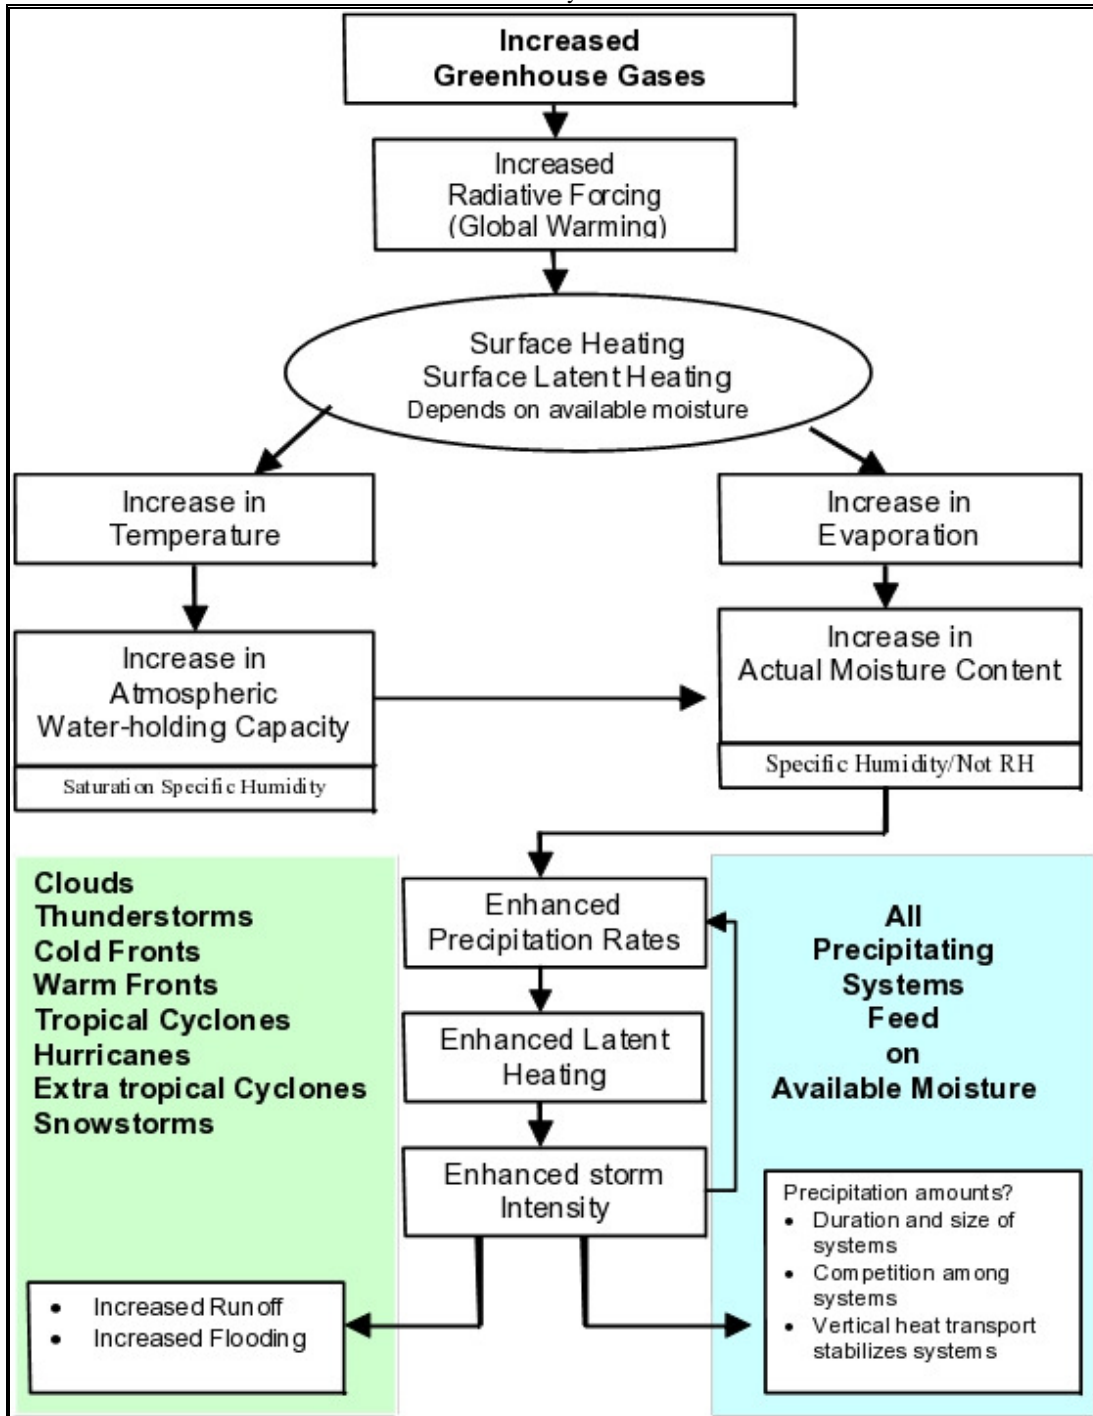 Increased
Greenhouse Gases
Increased
Radiative Forcing
(Global Warming)
Surface Heating
Surface Latent Heating
Depends on available moisture
Increase in
Temperature
Increase in
Evaporation
Increase in
Atmospheric
Water-holding Capacity
Saturation Specific Humidity
Increase in
Actual Moisture Content
Specific Humidity/Not RH
Clouds
Thunderstorms
Cold Fronts
Warm Fronts
Tropical Cyclones
Hurricanes
Extra tropical Cyclones
Snowstorms
Enhanced
Precipitation Rates
Enhanced Latent
Heating
Enhanced storm
Intensity
All
Precipitating
Systems
Feed
on
Available Moisture
• Increased Runoff
• Increased Flooding
Precipitation amounts?
• Duration and size of
systems
• Competition among
systems
• Vertical heat transport
stabilizes systems